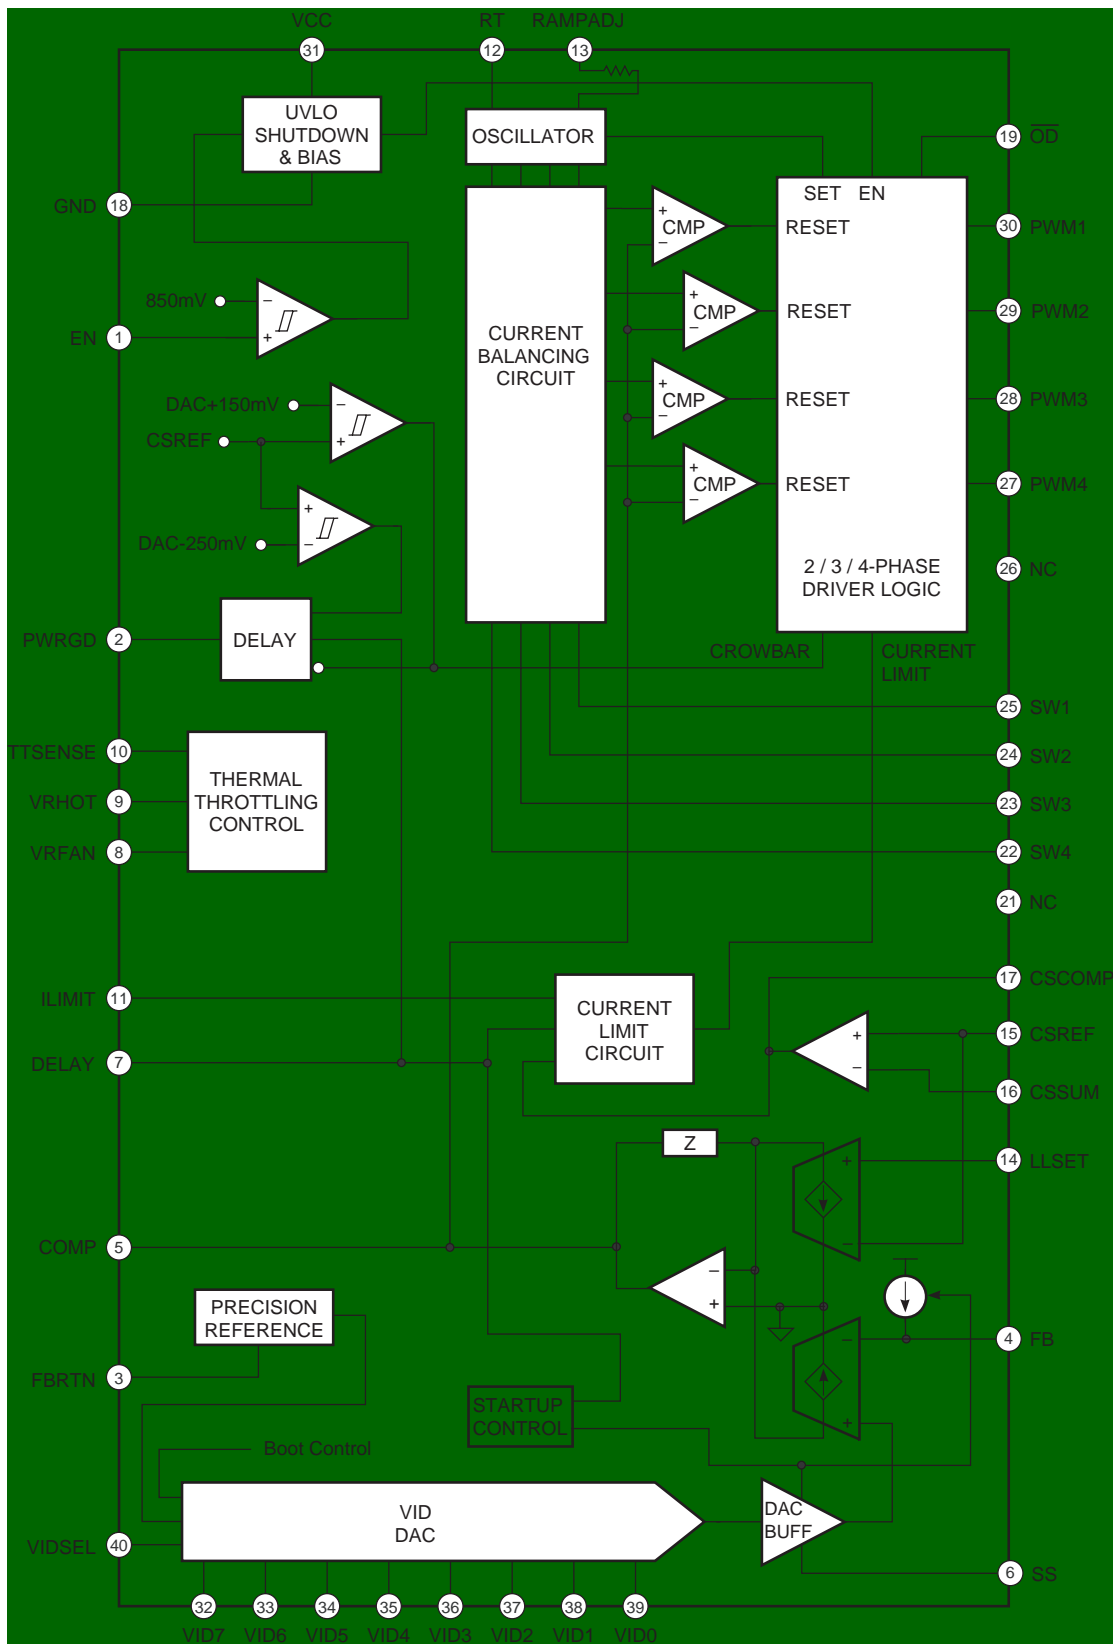 VCC
RT
RAMPADJ
31
12
13
UVLO
SHUTDOWN
& BIAS
OSCILLATOR
19
OD
SET EN
GND
18
+
CMP
−
RESET
30
PWM1
850mV
−
+
EN
1
+
CMP
−
RESET
29
PWM2
CURRENT
BALANCING
CIRCUIT
DAC+150mV
−
+
CSREF
+
CMP
−
RESET
28
PWM3
+
−
DAC-250mV
+
CMP
−
RESET
27
PWM4
2 / 3 / 4-PHASE
DRIVER LOGIC
26
NC
PWRGD
2
DELAY
CROWBAR
CURRENT
LIMIT
25
SW1
TTSENSE
10
24
SW2
THERMAL
THROTTLING
CONTROL
VRHOT
9
23
SW3
VRFAN
8
22
SW4
21
NC
ILIMIT
11
CURRENT
LIMIT
CIRCUIT
17
CSCOMP
+
−
15
CSREF
DELAY
7
16
CSSUM
Z
+
−
14
LLSET
COMP
5
−
+
PRECISION
REFERENCE
−
+
4
FB
FBRTN
3
STARTUP
CONTROL
Boot Control
VID
DAC
DAC
BUFF
VIDSEL
40
6
SS
32
33
34
35
36
37
38
39
VID7
VID6
VID5
VID4
VID3
VID2
VID1
VID0